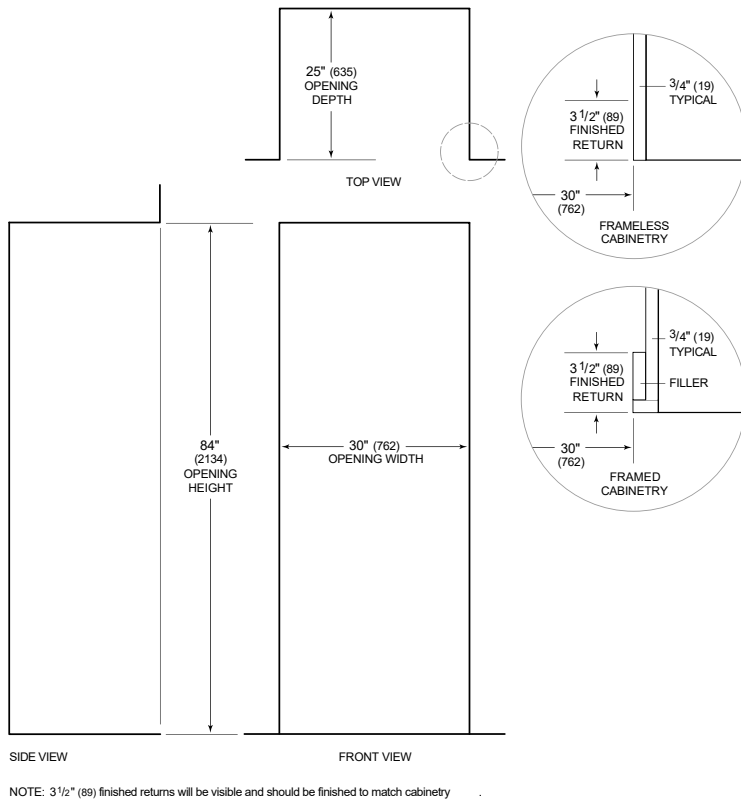 25" (635)
OPENING
DEPTH
TOP VIEW
3/4" (19)
TYPICAL
3 1/2" (89)
FINISHED
RETURN
30"
(762)
FRAMELESS
CABINETRY
3/4" (19)
TYPICAL
3 1/2" (89)
FINISHED
RETURN
FILLER
30"
(762)
FRAMED
CABINETRY
84"
(2134)
OPENING
HEIGHT
30" (762)
OPENING WIDTH
SIDE VIEW
FRONT VIEW
NOTE: 3 1/2" (89) finished returns will be visible and should be finished to match cabinetry .